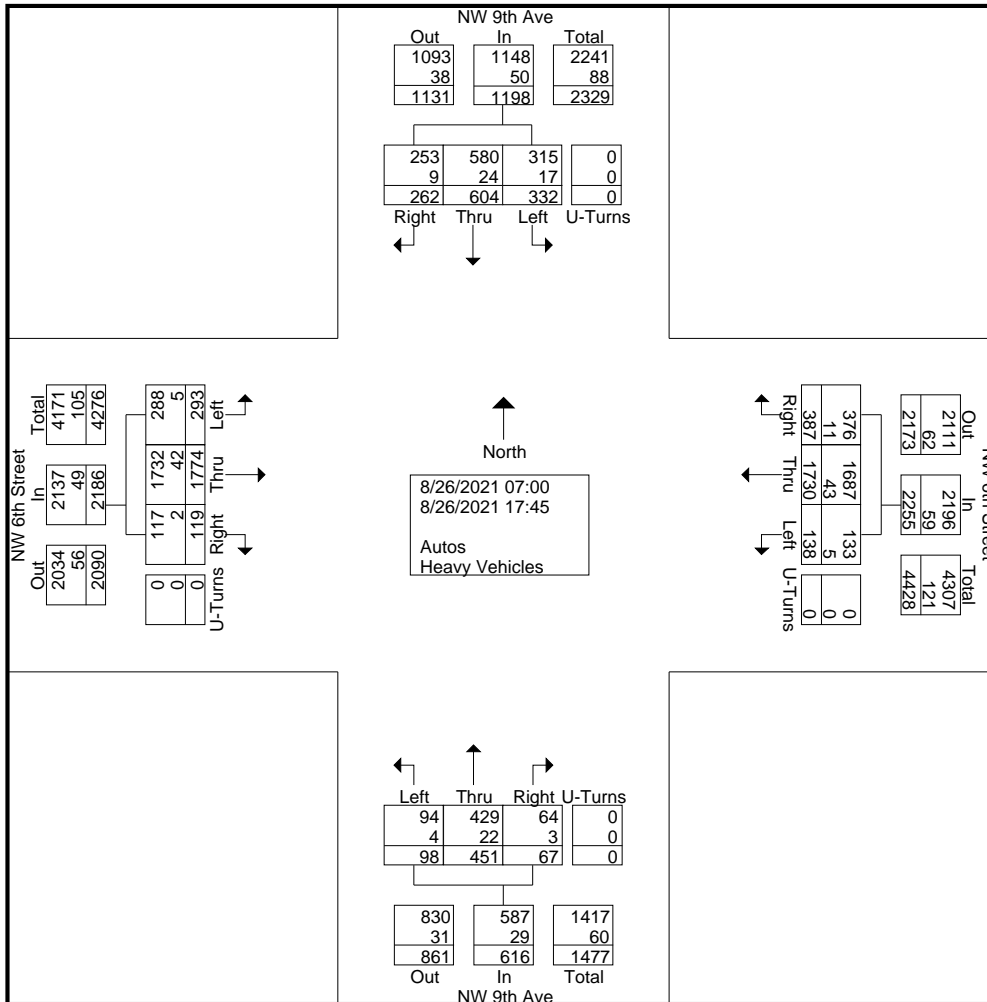 NW 9th Ave
Out In Total
1093 1148 2241
38 50 88
1131 1198 2329
253 580 315 0
9 24 17 0
262 604 332 0
Right Thru Left U-Turns
NW 6th Street
Total In Out
4171 2137 2034
105 49 56
4276 2186 2090
288 1732 117 0
5 42 2 0
293 1774 119 0
Left Thru Right U-Turns
North
8/26/2021 07:00
8/26/2021 17:45
Autos
Heavy Vehicles
Right Thru Left U-Turns
387 1730 138 0
11 43 5 0
376 1687 133 0
2173 2255 4428
62 59 121
2111 2196 4307
Out In Total
Left Thru Right U-Turns
94 429 64 0
4 22 3 0
98 451 67 0
830 587 1417
31 29 60
861 616 1477
Out In Total
NW 9th Ave